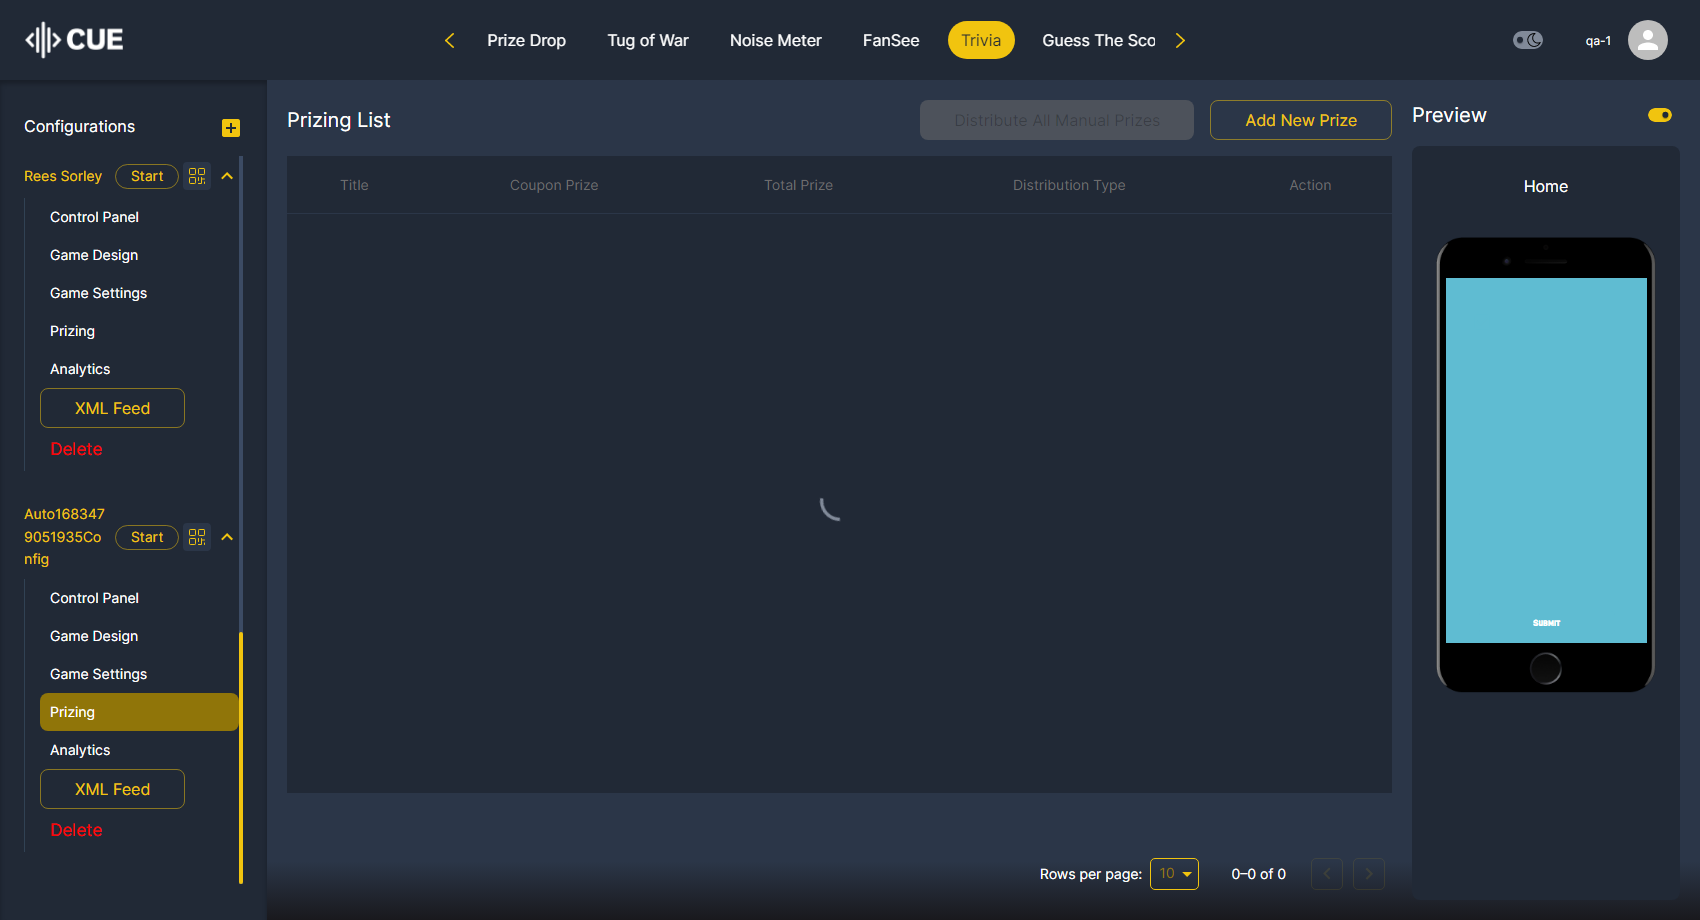 CUE
Prize Drop
Tug of War
Noise Meter
FanSee
Trivia
Guess The Sco
qa-1
Configurations
Rees Sorley
Start
Control Panel
Game Design
Game Settings
Prizing
Analytics
XML Feed
Delete
Auto168347
9051935Co
nfig
Start
Control Panel
Game Design
Game Settings
Prizing
Analytics
XML Feed
Delete
Prizing List
Distribute All Manual Prizes
Add New Prize
Title
Coupon Prize
Total Prize
Distribution Type
Action
Rows per page:
10
0–0 of 0
Preview
Home
SUBMIT